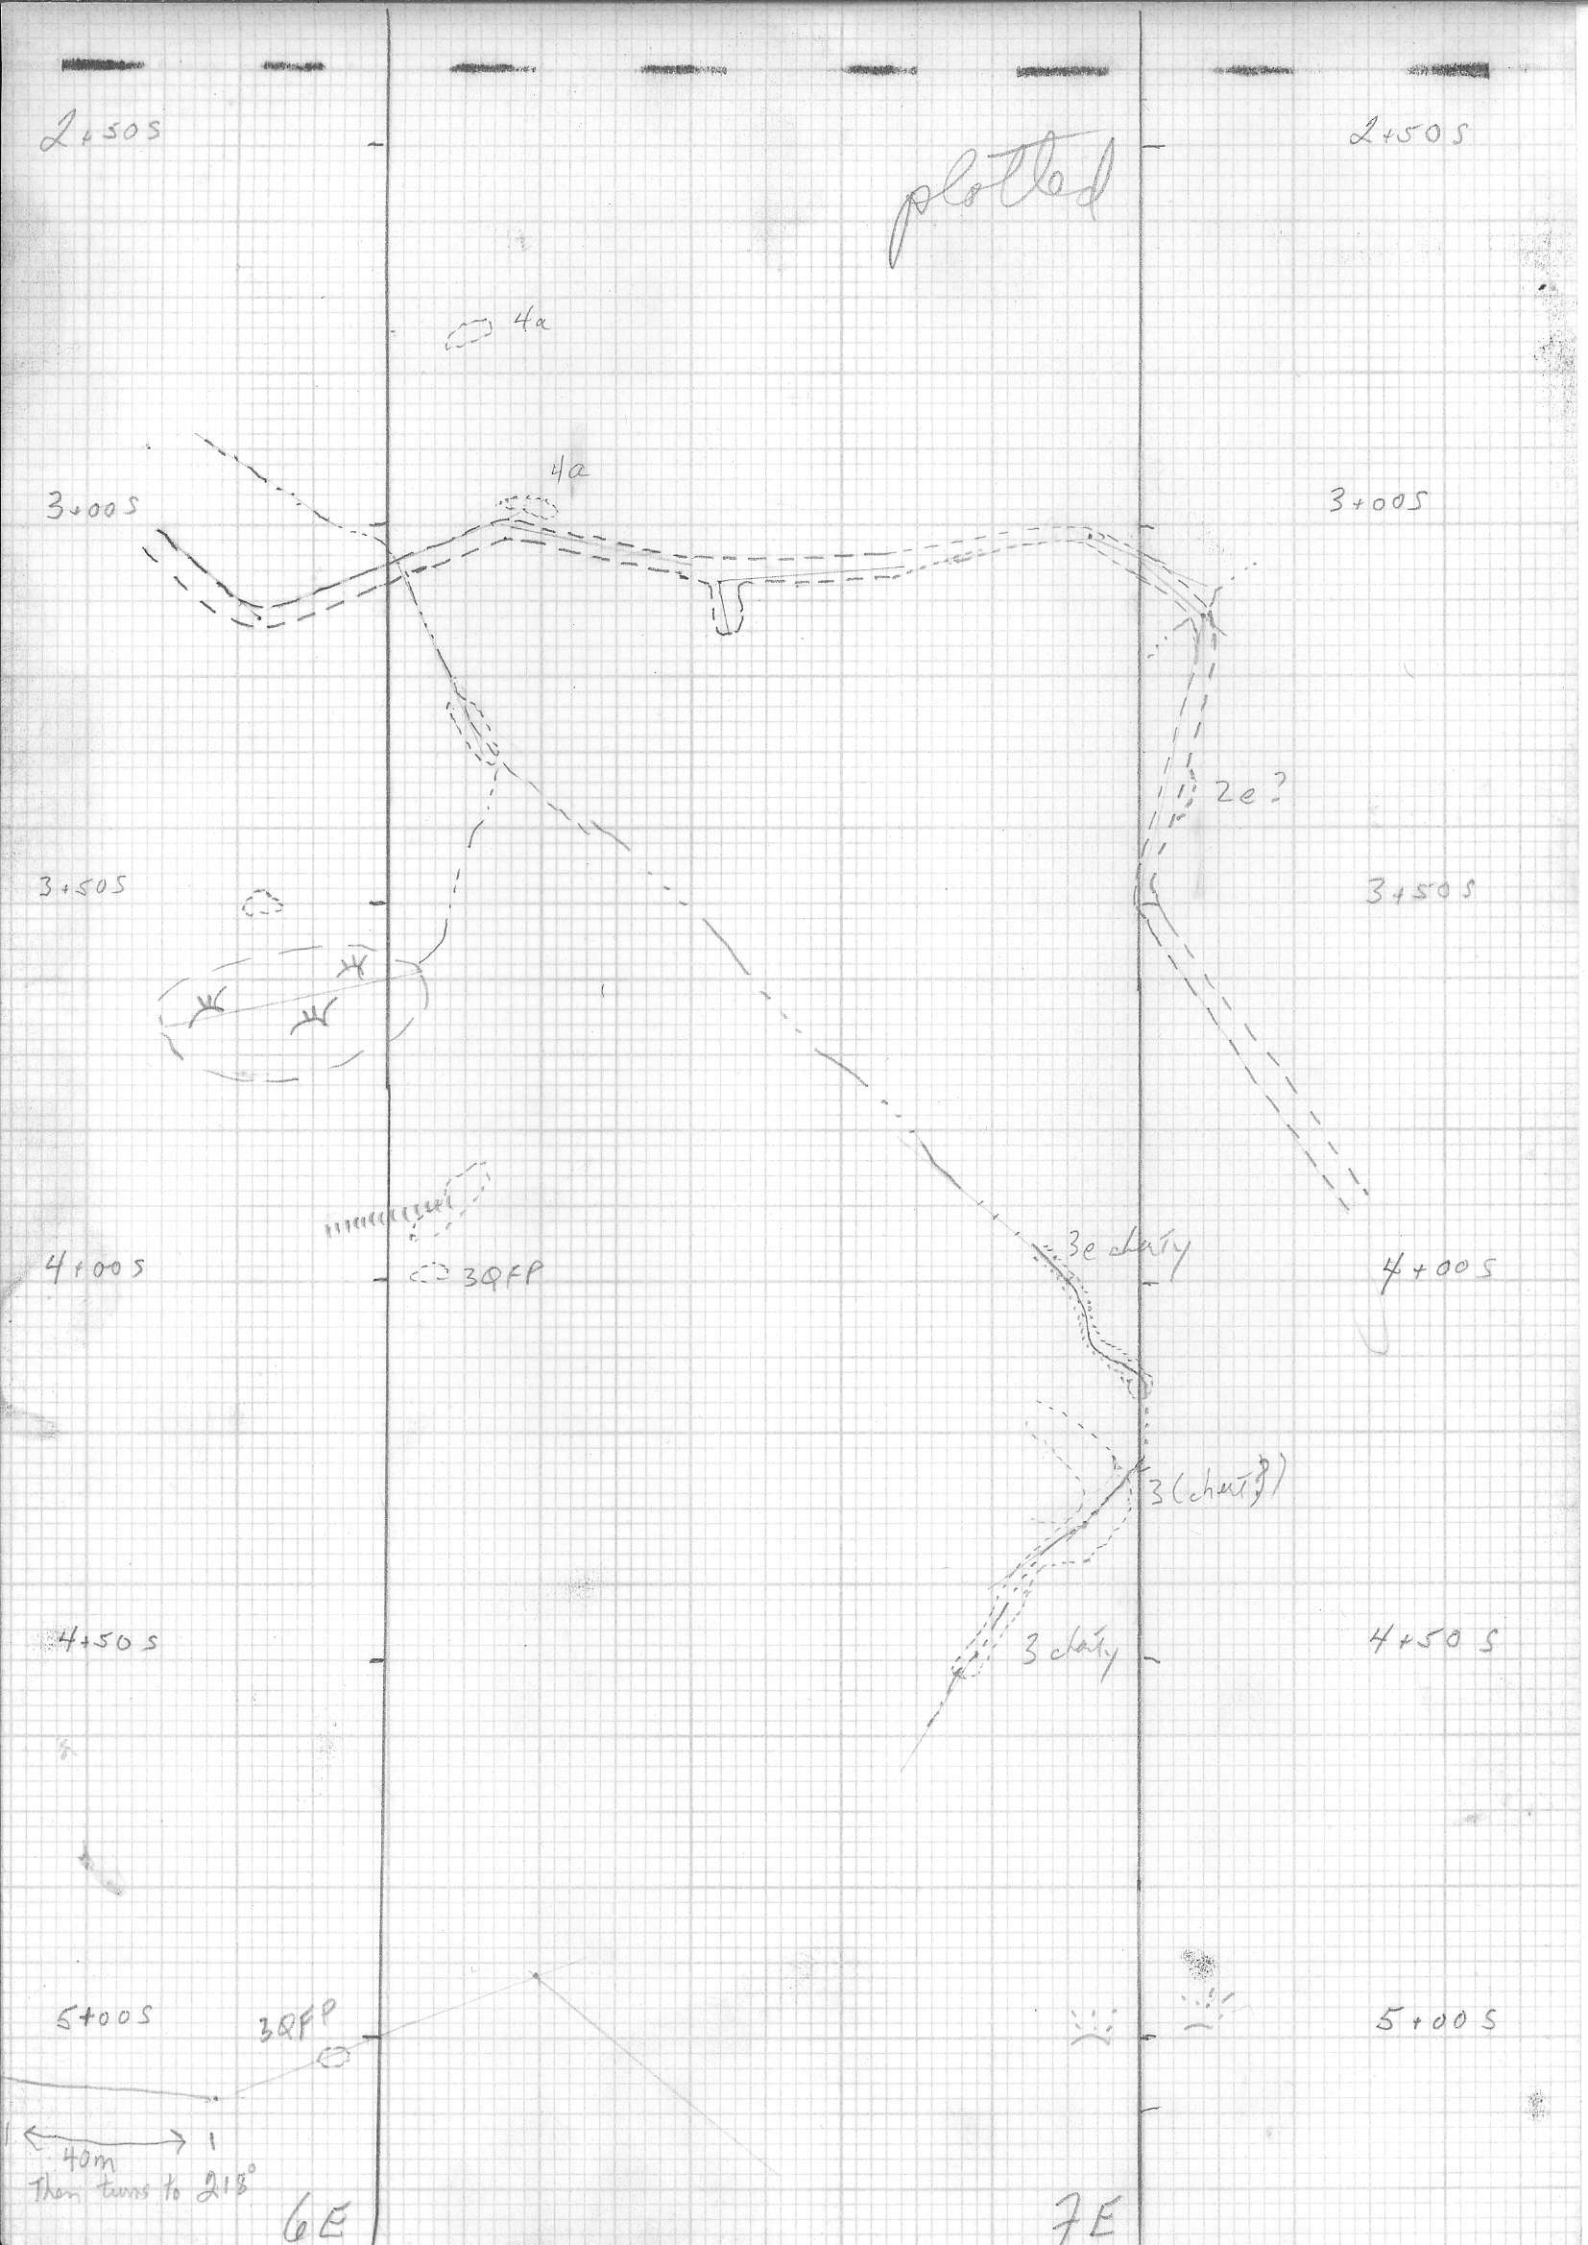 2+50S
2+50S
plotted
4a
4a
3+00S
3+00S
2e?
3+50S
3+50S
3e cherty
4+00S
3QFP
4+00S
3 (chert?)
4+50S
3 cherty
4+50S
5+00S
3QFP
5+00S
40m
Then turns to 218°
6E
7E